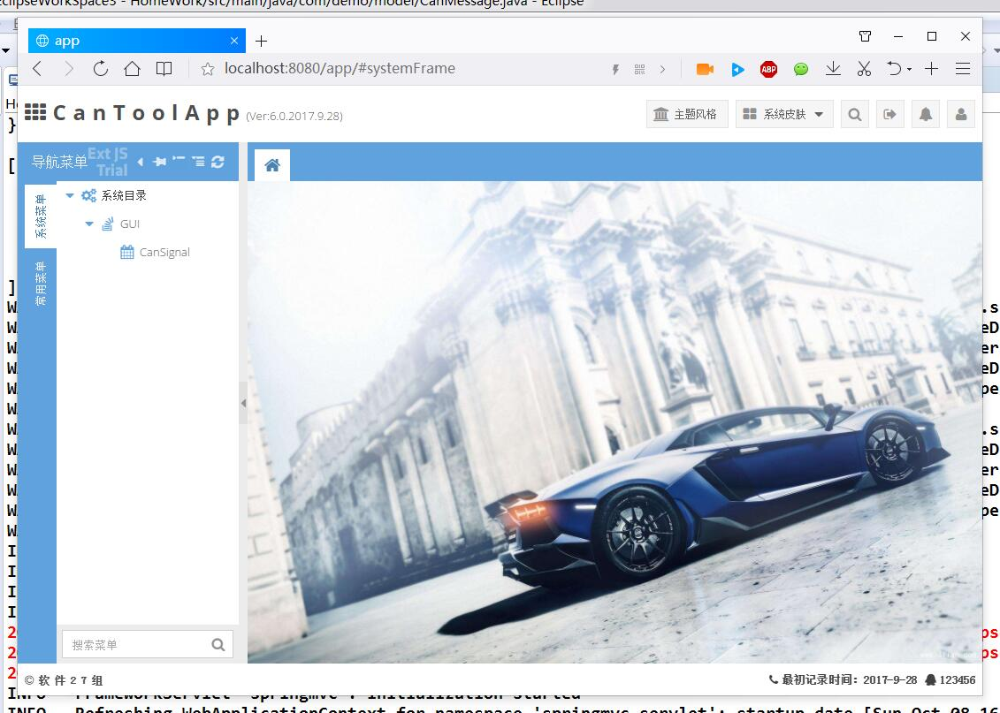 EclipseWorkSpace3 - HomeWork/src/main/java/com/demo/model/CanMessage.java - Eclipse
app
localhost:8080/app/#systemFrame
ABP
CanToolApp (Ver:6.0.2017.9.28)
主题风格
系统皮肤
导航菜单
Ext JS
Trial
系统菜单
常用菜单
系统目录
GUI
CanSignal
搜索菜单
© 软件27组
最初记录时间：2017-9-28
123456
INFO - FrameworkServlet 'springmvc': initialization started
INFO - Refreshing WebApplicationContext for namespace 'springmvc-servlet': startup date [Sun Oct 08 16